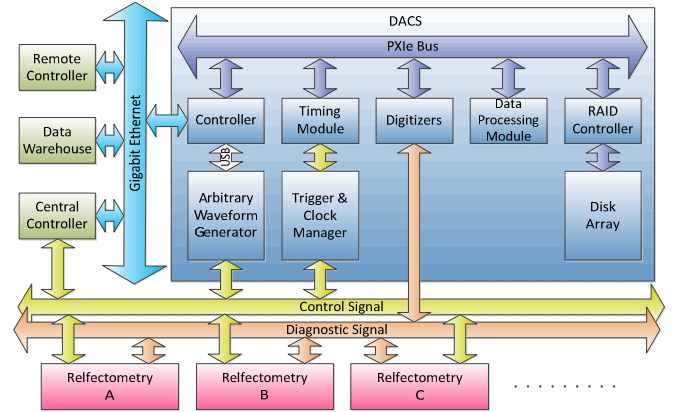 DACS
PXIe Bus
Remote
Controller
Data
Warehouse
Central
Controller
Gigabit Ethernet
Controller
Timing
Module
Digitizers
Data
Processing
Module
RAID
Controller
USB
Arbitrary
Waveform
Generator
Trigger &
Clock
Manager
Disk
Array
Control Signal
Diagnostic Signal
Relfectometry
A
Relfectometry
B
Relfectometry
C
. . . . . . . . .